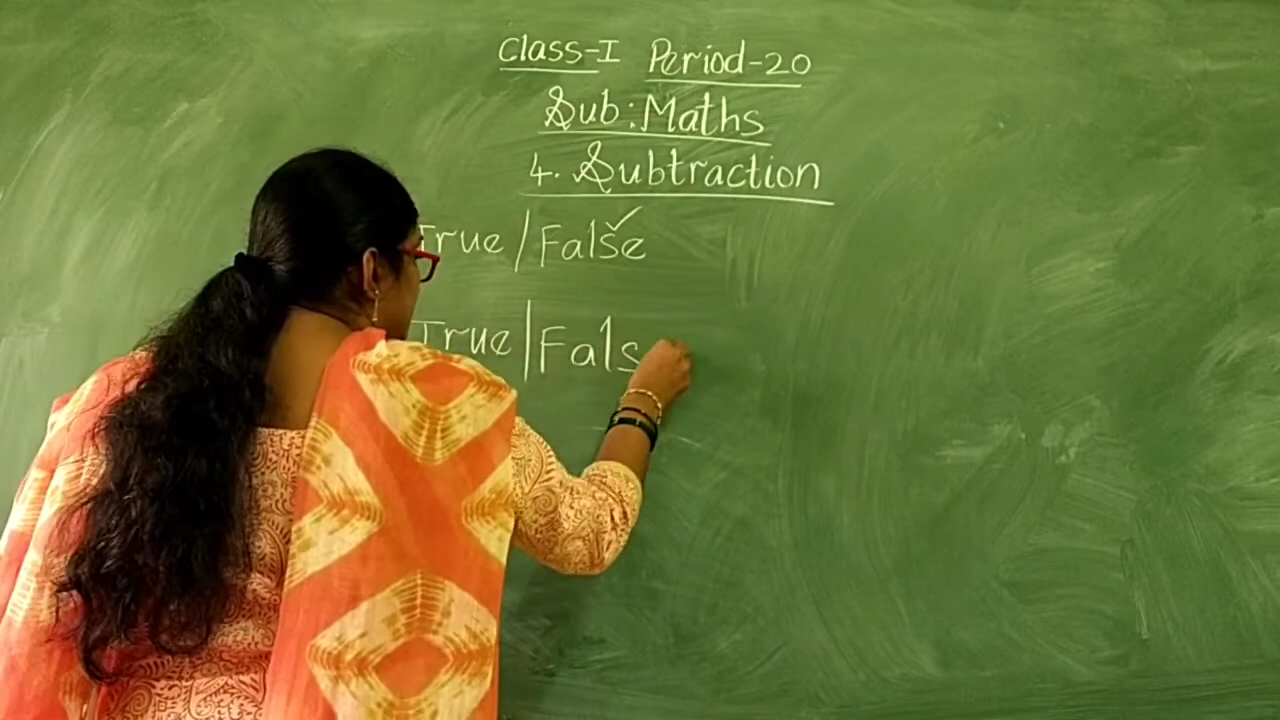 Class-I Period-20
Sub: Maths
4. Subtraction
True / False ✓
True | Fals